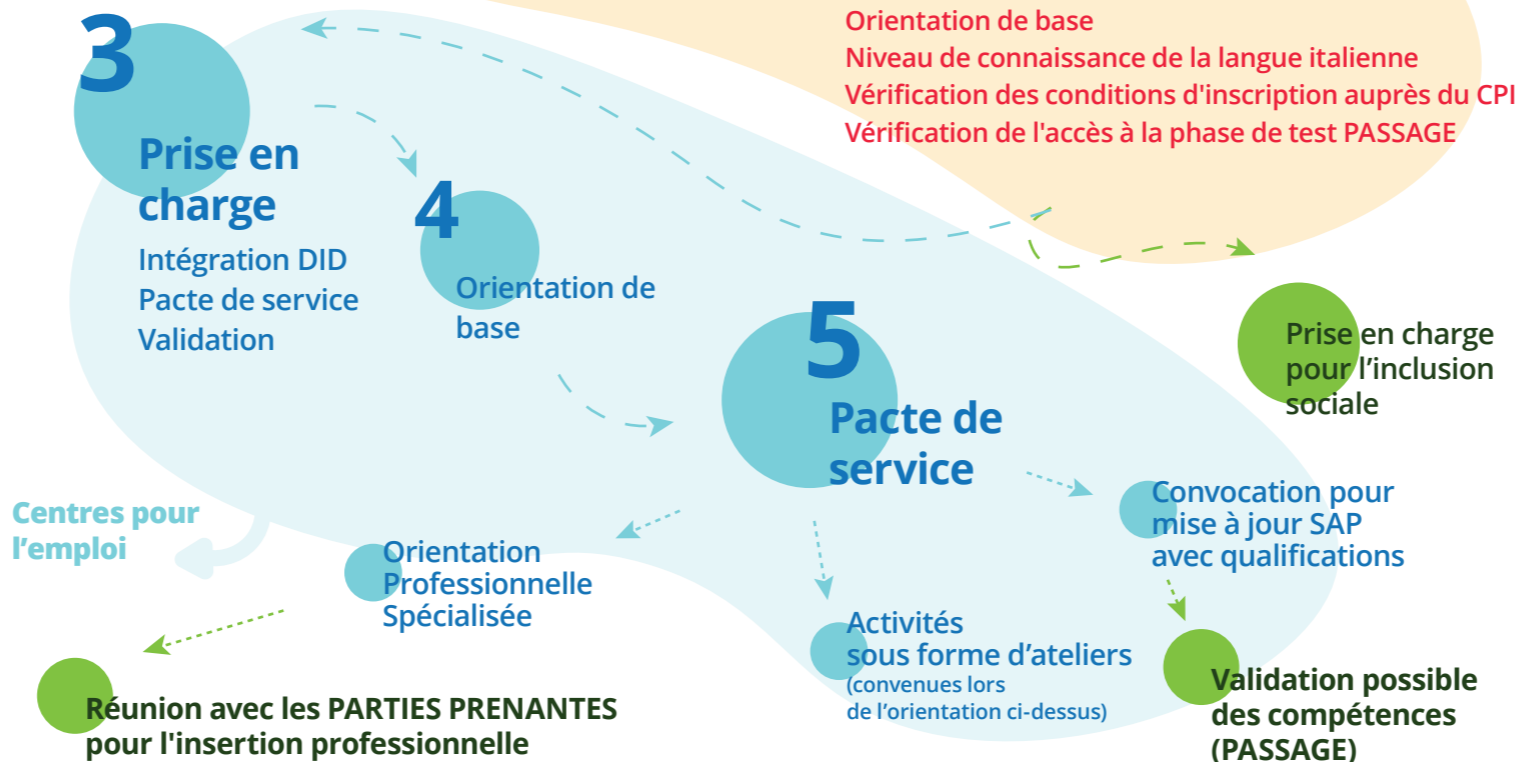 Orientation de base
Niveau de connaissance de la langue italienne
Vérification des conditions d'inscription auprès du CPI
Vérification de l'accès à la phase de test PASSAGE
3
Prise en
charge
Intégration DID
Pacte de service
Validation
4
Orientation de
base
5
Pacte de
service
Prise en charge
pour l’inclusion
sociale
Centres pour
l’emploi
Orientation
Professionnelle
Spécialisée
Convocation pour
mise à jour SAP
avec qualifications
Activités
sous forme d’ateliers
(convenues lors
de l’orientation ci-dessus)
Réunion avec les PARTIES PRENANTES
pour l'insertion professionnelle
Validation possible
des compétences
(PASSAGE)